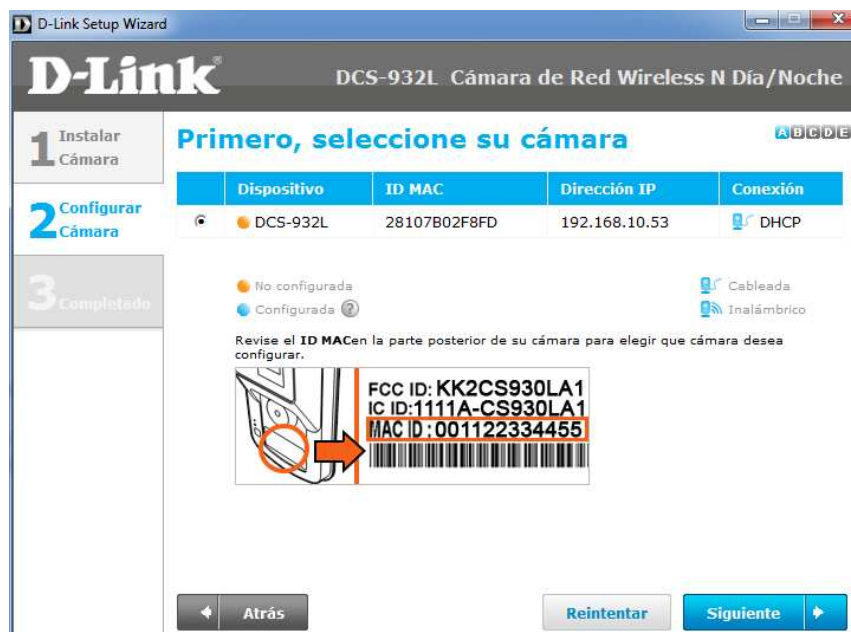 D-Link Setup Wizard
D-Link®
DCS-932L Cámara de Red Wireless N Día/Noche
1 Instalar
Cámara
2 Configurar
Cámara
3 Completado
Primero, seleccione su cámara
A B C D E
Dispositivo ID MAC Dirección IP Conexión
DCS-932L 28107B02F8FD 192.168.10.53 DHCP
No configurada
Configurada ?
Cableada
Inalámbrico
Revise el ID MACen la parte posterior de su cámara para elegir que cámara desea
configurar.
FCC ID: KK2CS930LA1
IC ID:1111A-CS930LA1
MAC ID : 001122334455
Atrás
Reintentar
Siguiente